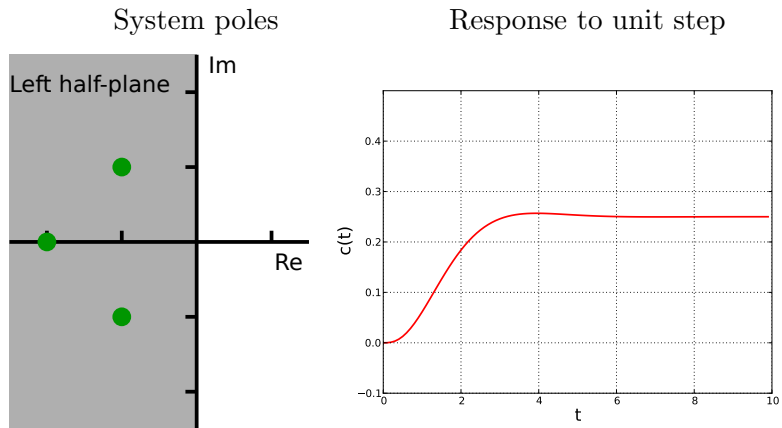 System poles
Response to unit step
Im
Left half-plane
Re
0.4
0.3
0.2
0.1
0.0
−0.1
0
2
4
6
8
10
c(t)
t